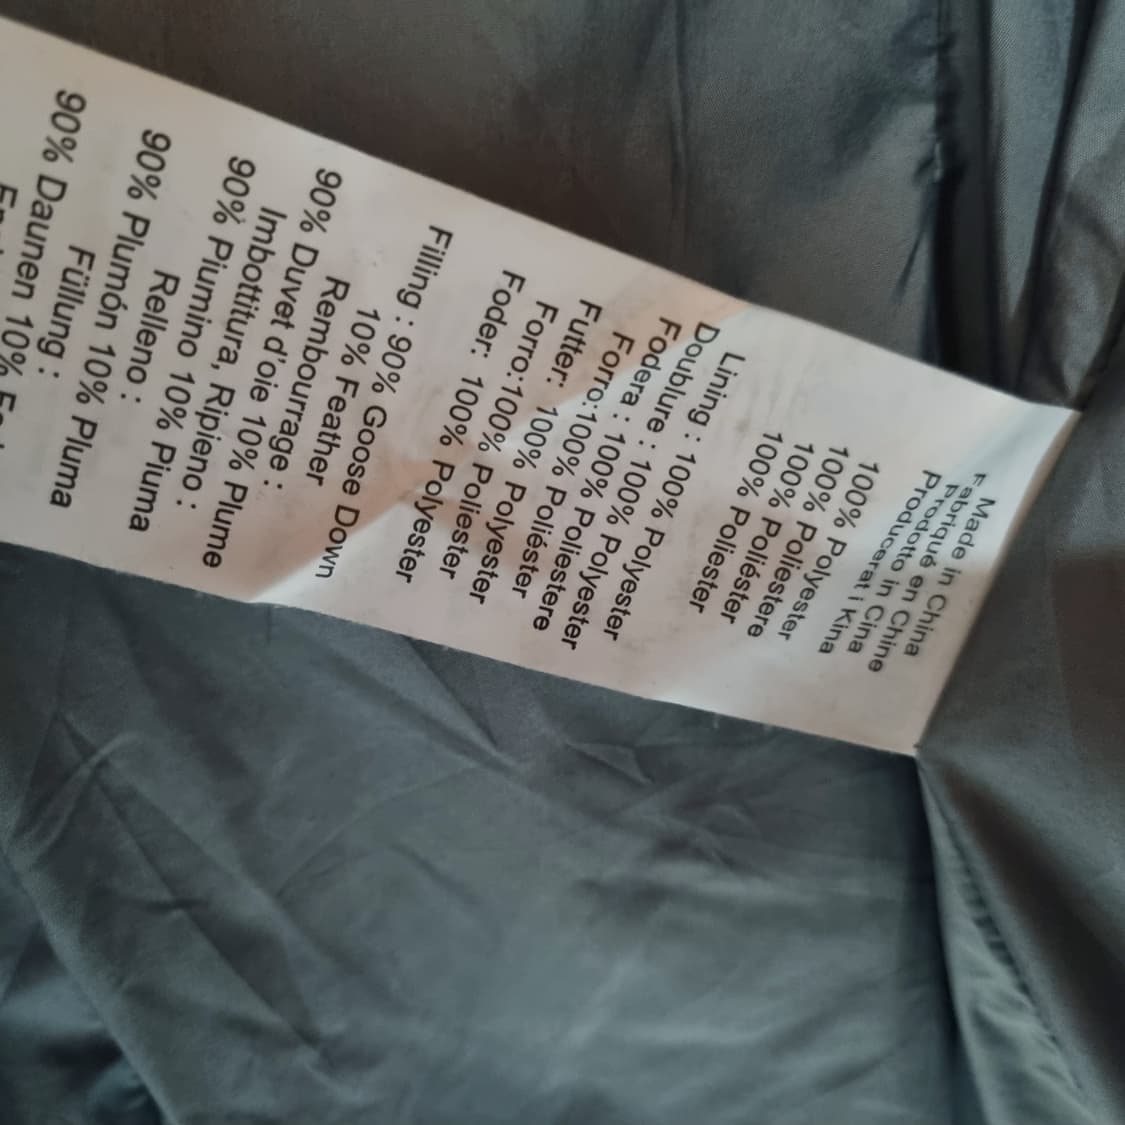 Made in China
Fabriqué en Chine
Prodotto in Cina
Producerat i Kina
100% Polyester
100% Poliestere
100% Poliéster
100% Poliester
Lining : 100% Polyester
Doublure : 100% Polyester
Fodera : 100% Poliestere
Forro:100% Poliéster
Futter: 100% Polyester
Forro:100% Poliester
Foder: 100% Polyester
Filling : 90% Goose Down
10% Feather
Rembourrage :
90% Duvet d'oie 10% Plume
Imbottitura, Ripieno :
90% Piumino 10% Piuma
Relleno :
90% Plumón 10% Pluma
Füllung :
90% Daunen 10%